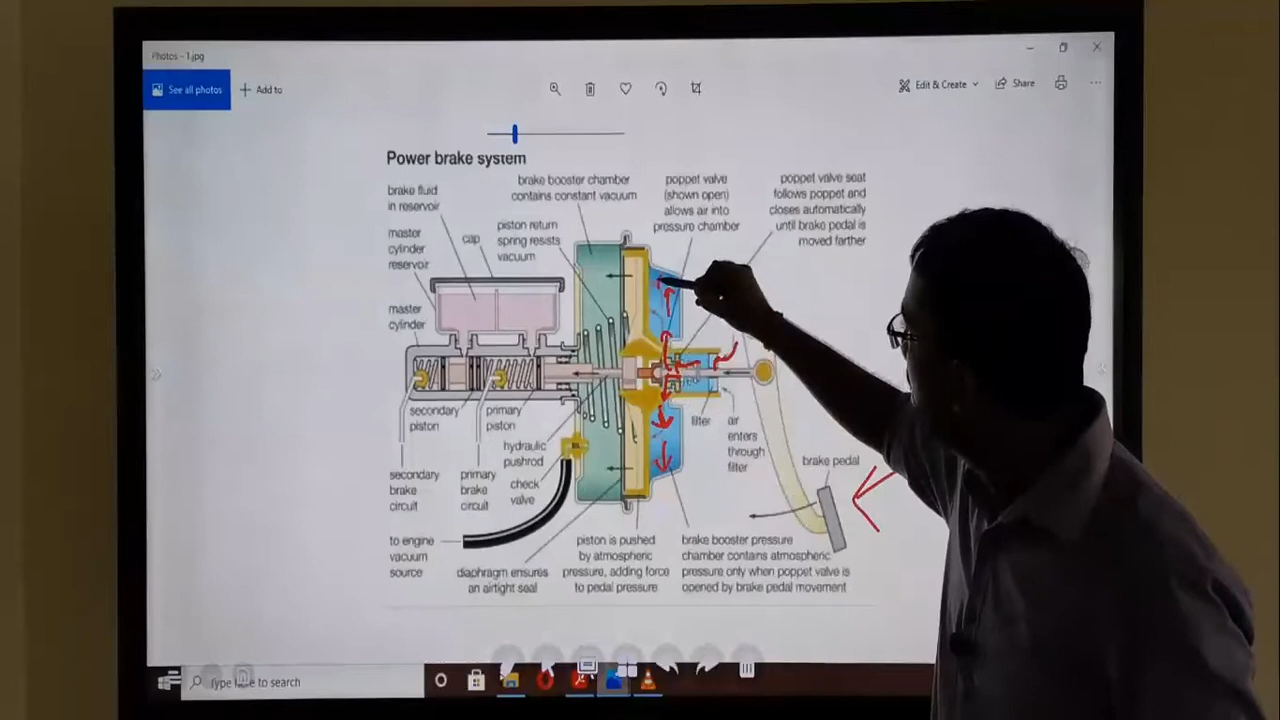 Photos - 1.jpg
See all photos
Add to
Edit & Create
Share
Power brake system
brake fluid
in reservoir
master
cylinder
reservoir
cap
piston return
spring resists
vacuum
brake booster chamber
contains constant vacuum
poppet valve
(shown open)
allows air into
pressure chamber
poppet valve seat
follows poppet and
closes automatically
until brake pedal is
moved farther
master
cylinder
secondary
piston
primary
piston
hydraulic
pushrod
filter
air
enters
through
filter
brake pedal
secondary
brake
circuit
primary
brake
circuit
check
valve
to engine
vacuum
source
diaphragm ensures
an airtight seal
piston is pushed
by atmospheric
pressure, adding force
to pedal pressure
brake booster pressure
chamber contains atmospheric
pressure only when poppet valve is
opened by brake pedal movement
Type here to search